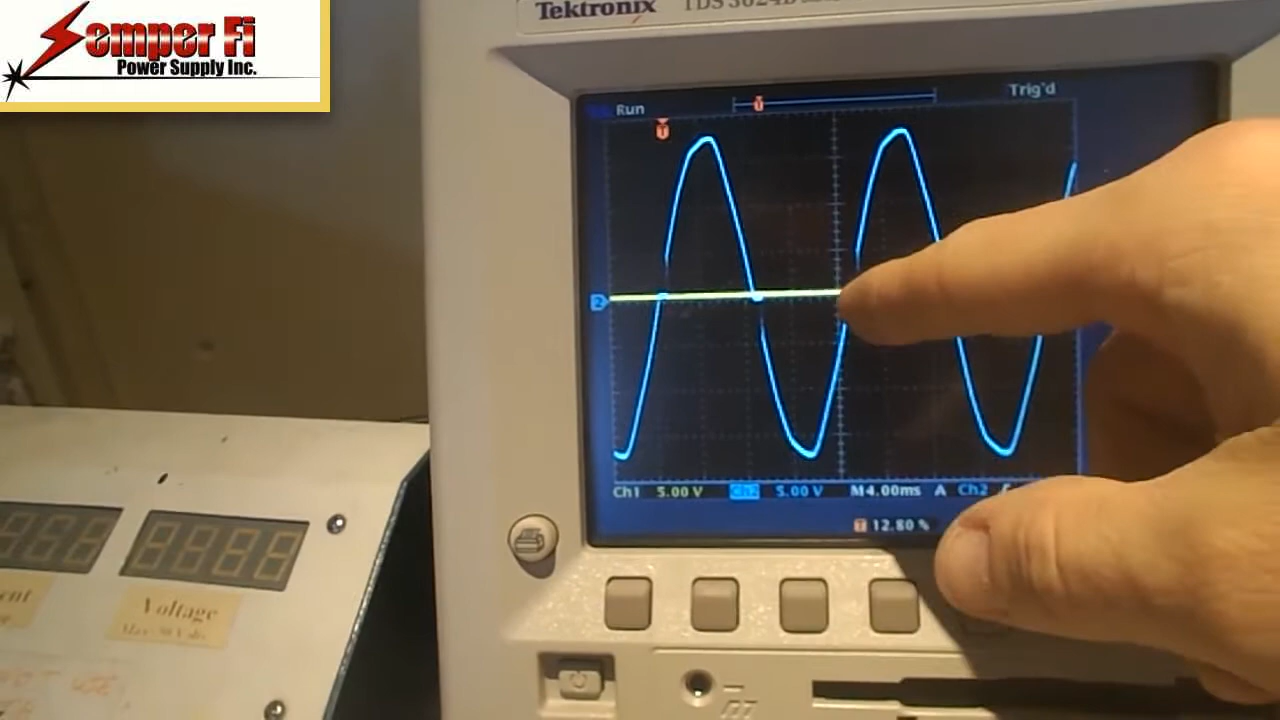 Semper Fi
Power Supply Inc.
Tektronix
Run
Trig'd
2
Ch1 5.00 V Ch2 5.00 V M 4.00ms A Ch2
12.80 %
Voltage